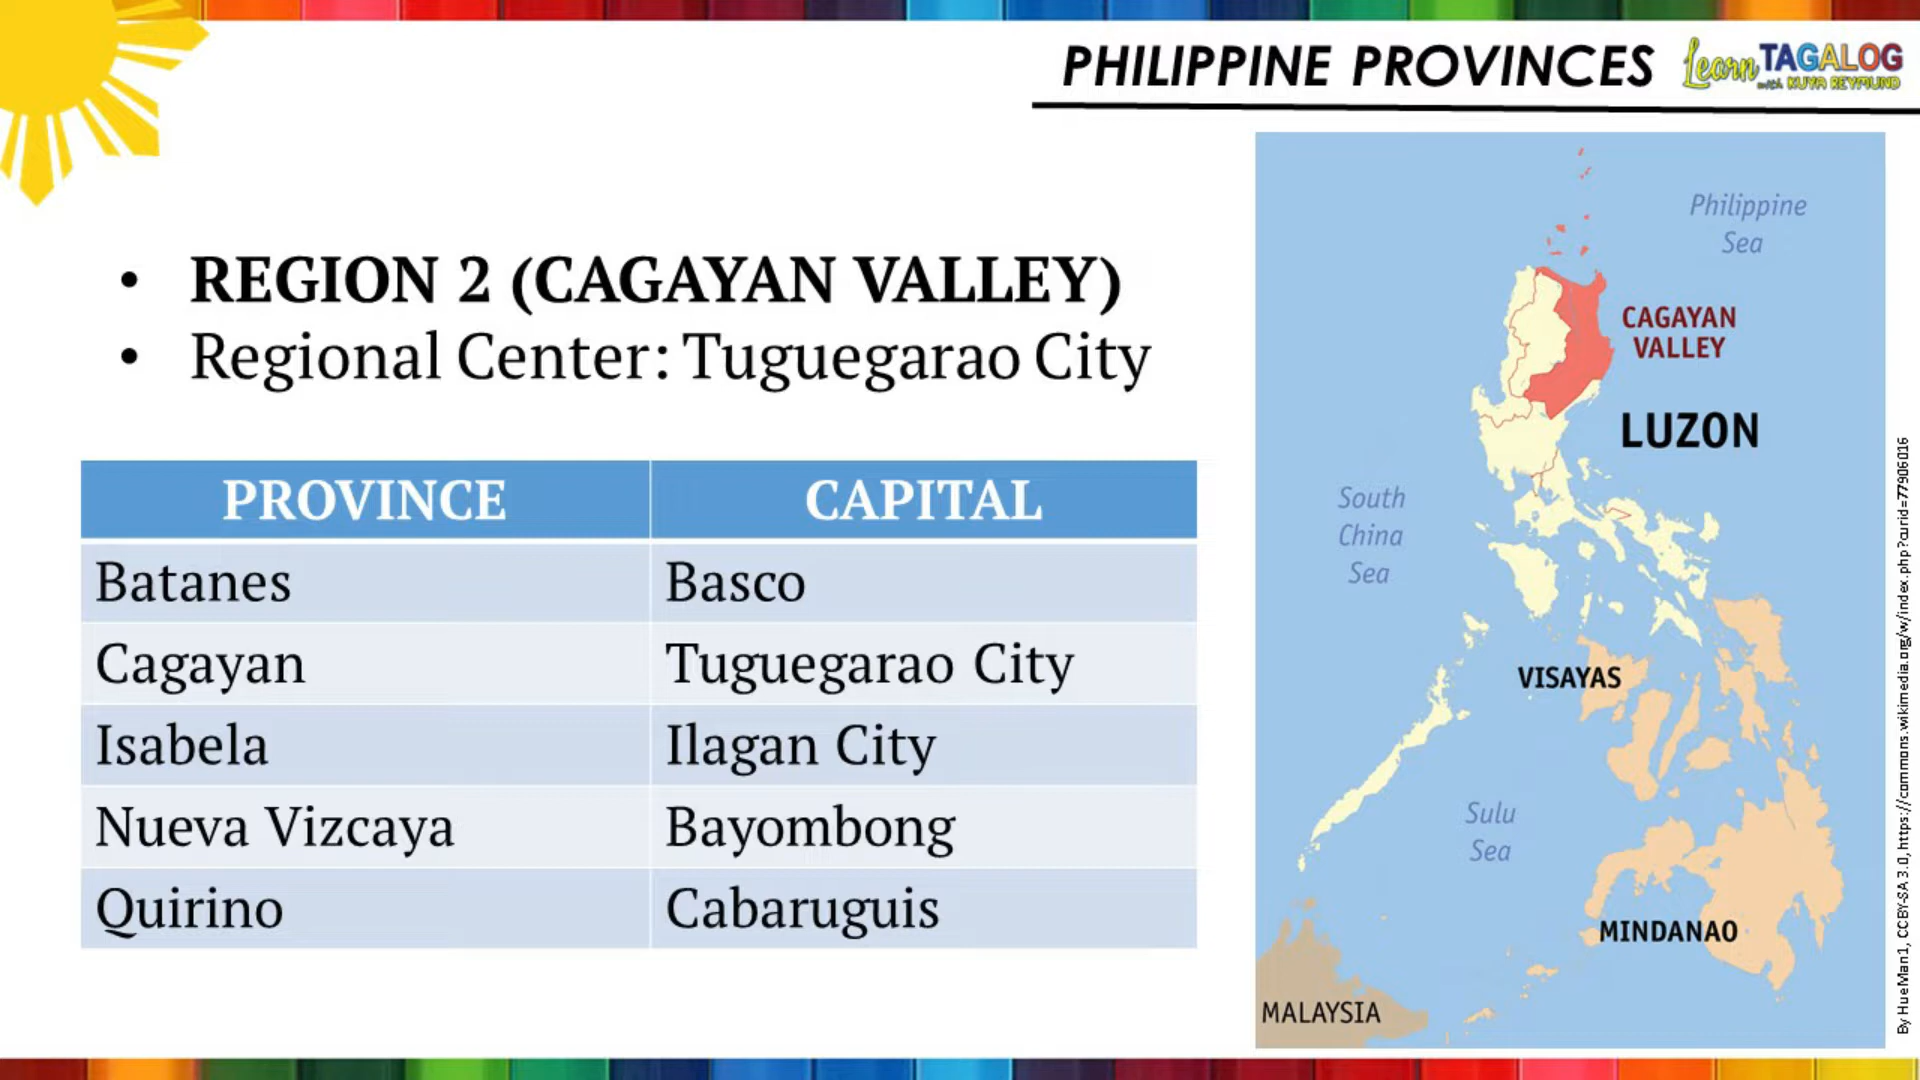 PHILIPPINE PROVINCES
Learn TAGALOG
with KUYA REYMUND
• REGION 2 (CAGAYAN VALLEY)
• Regional Center: Tuguegarao City
PROVINCE CAPITAL
Batanes Basco
Cagayan Tuguegarao City
Isabela Ilagan City
Nueva Vizcaya Bayombong
Quirino Cabaruguis
Philippine
Sea
CAGAYAN
VALLEY
LUZON
South
China
Sea
VISAYAS
Sulu
Sea
MINDANAO
MALAYSIA
By HueMan1, CC BY-SA 3.0, https://commons.wikimedia.org/w/index.php?curid=77906016